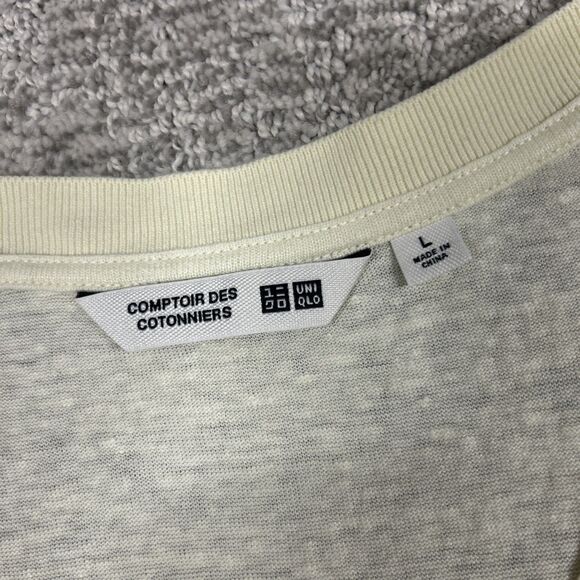 COMPTOIR DES
COTONNIERS
ユニ
クロ
UNI
QLO
L
MADE IN
CHINA